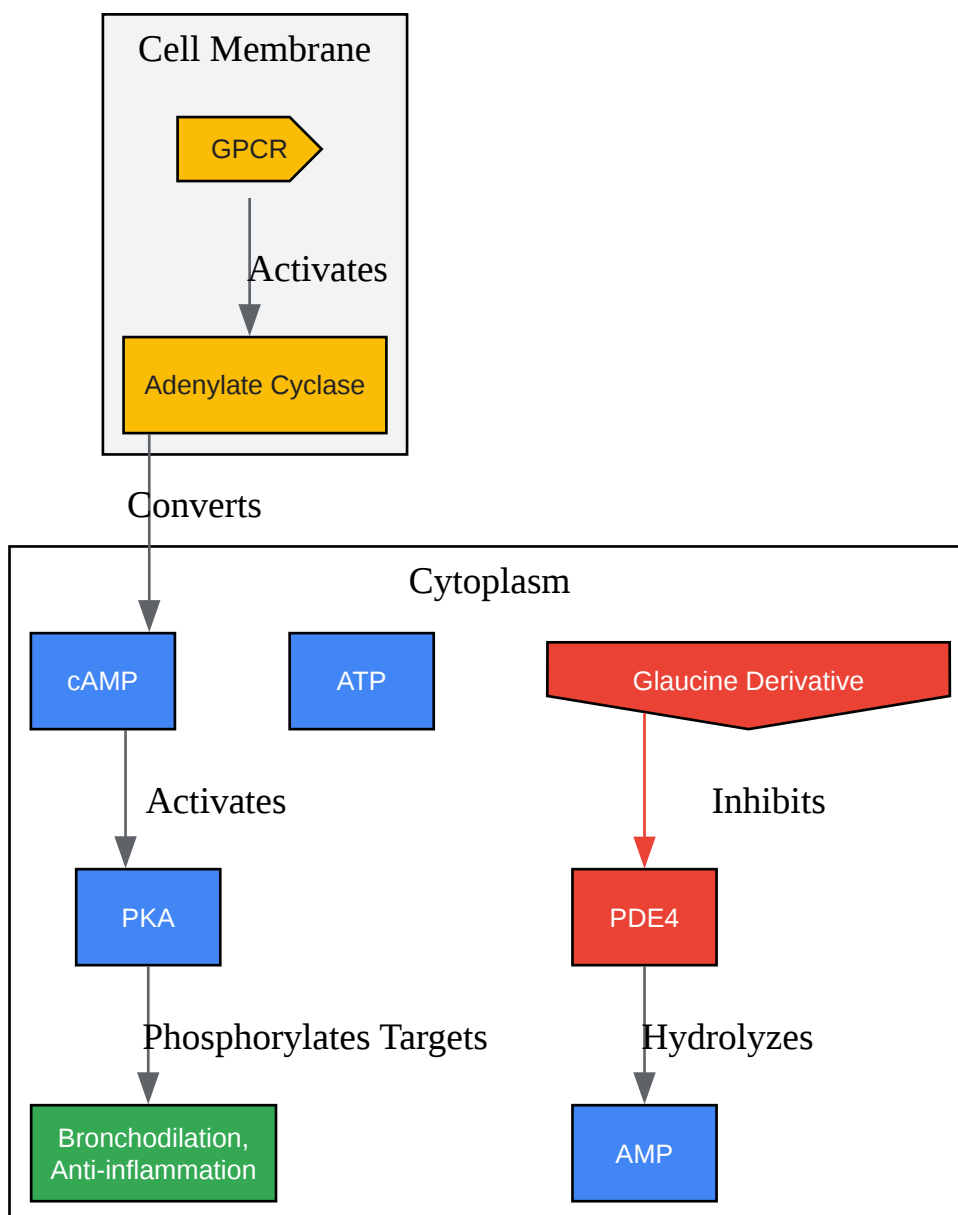 Cell Membrane
GPCR
Activates
Adenylate Cyclase
Converts
Cytoplasm
cAMP
ATP
Glaucine Derivative
Activates
Inhibits
PKA
PDE4
Phosphorylates Targets
Hydrolyzes
Bronchodilation,
Anti-inflammation
AMP